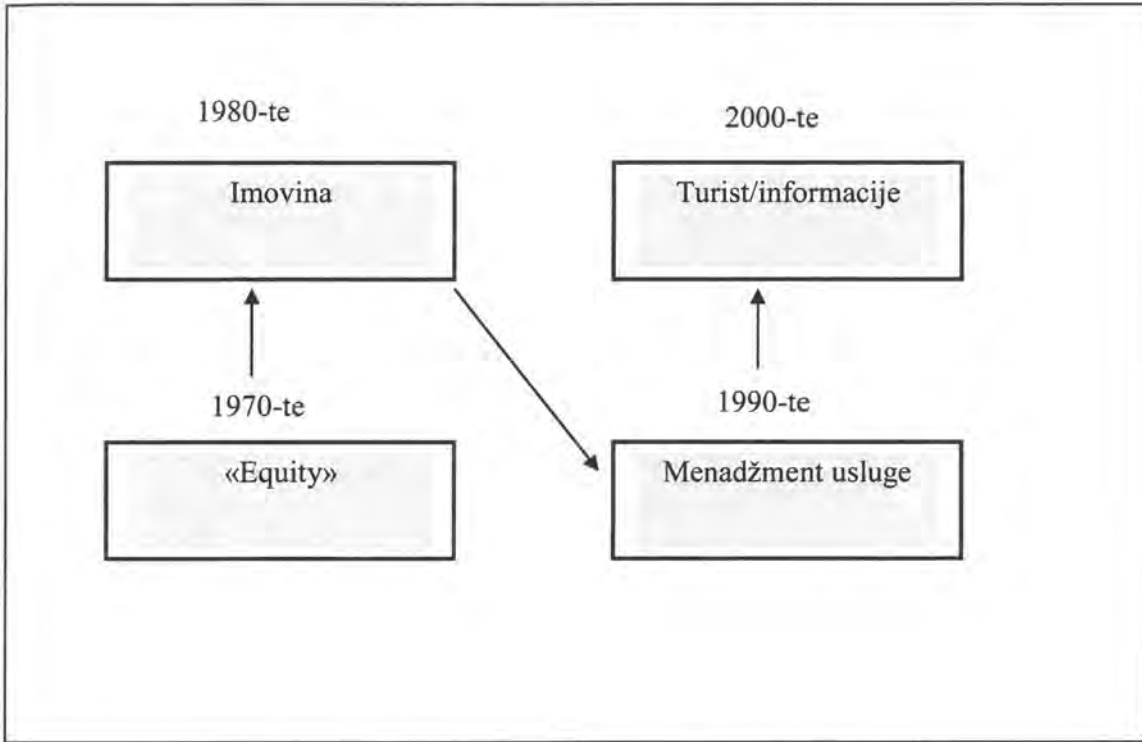 1980-te
2000-te
Imovina
Turist/informacije
1970-te
1990-te
«Equity»
Menadžment usluge